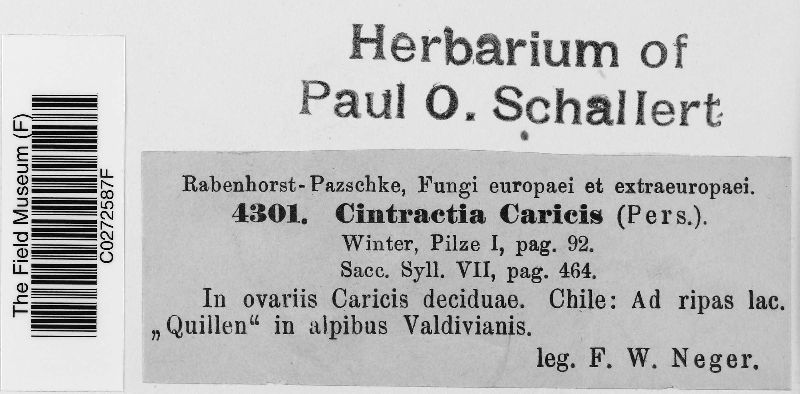 Herbarium of
Paul O. Schallert
The Field Museum (F)
C0272587F
Rabenhorst-Pazschke, Fungi europaei et extraeuropaei.
4301. Cintractia Caricis (Pers.).
Winter, Pilze I, pag. 92.
Sacc. Syll. VII, pag. 464.
In ovariis Caricis deciduae. Chile: Ad ripas lac.
„Quillen“ in alpibus Valdivianis.
leg. F. W. Neger.